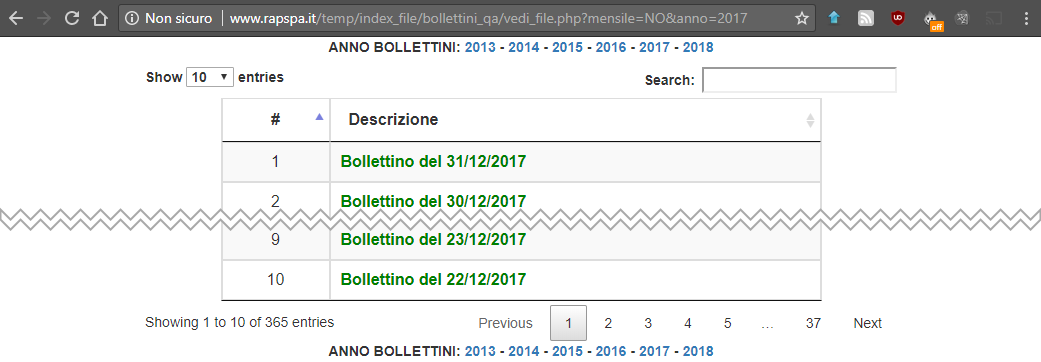 Non sicuro | www.rapspa.it/temp/index_file/bollettini_qa/vedi_file.php?mensile=NO&anno=2017
off
ANNO BOLLETTINI: 2013 - 2014 - 2015 - 2016 - 2017 - 2018
Show 10 entries Search:
# Descrizione
1 Bollettino del 31/12/2017
2 Bollettino del 30/12/2017
9 Bollettino del 23/12/2017
10 Bollettino del 22/12/2017
Showing 1 to 10 of 365 entries Previous 1 2 3 4 5 … 37 Next
ANNO BOLLETTINI: 2013 - 2014 - 2015 - 2016 - 2017 - 2018